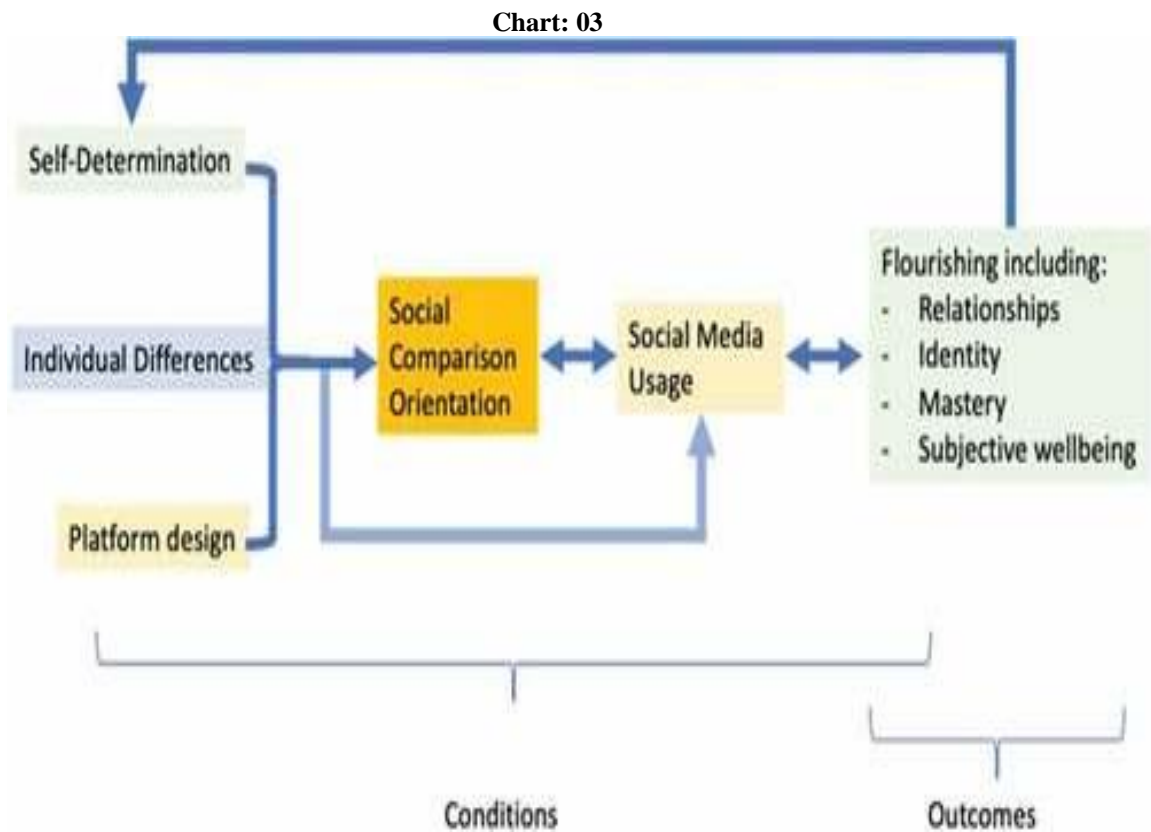 Chart: 03
Self-Determination
Individual Differences
Platform design
Social
Comparison
Orientation
Social Media
Usage
Flourishing including:
- Relationships
- Identity
- Mastery
- Subjective wellbeing
Conditions
Outcomes